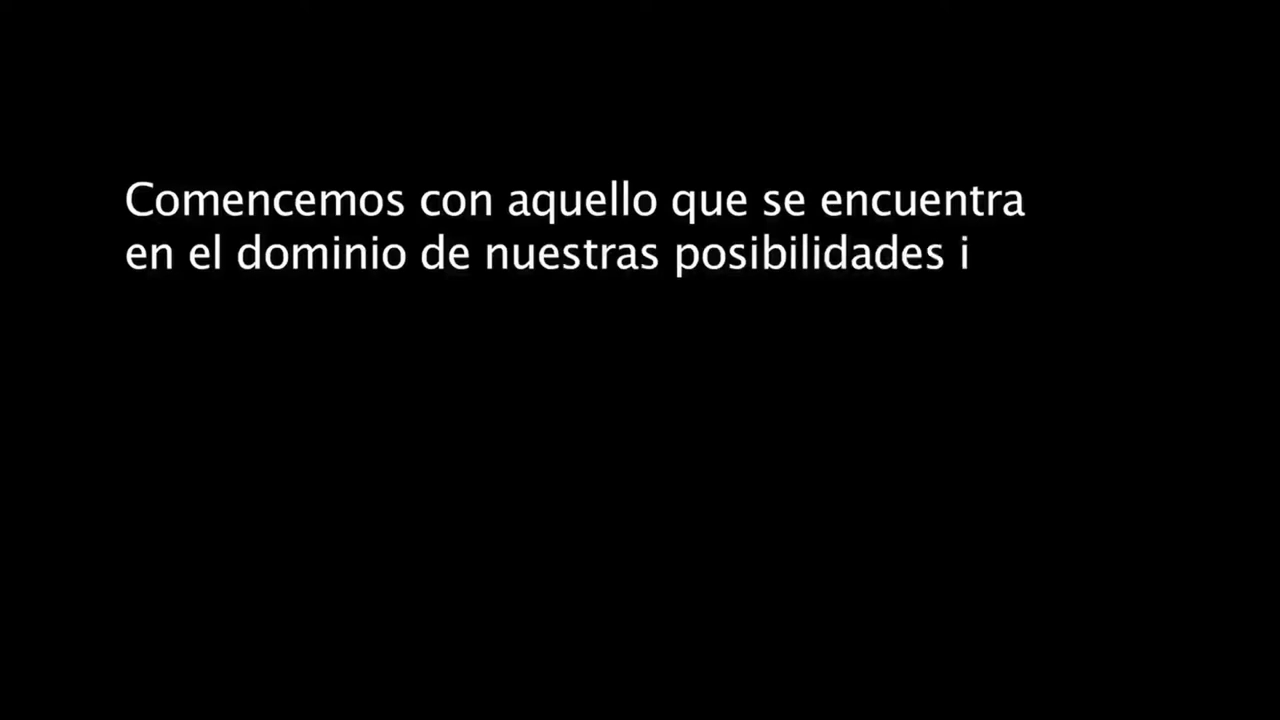 Comencemos con aquello que se encuentra
en el dominio de nuestras posibilidades i